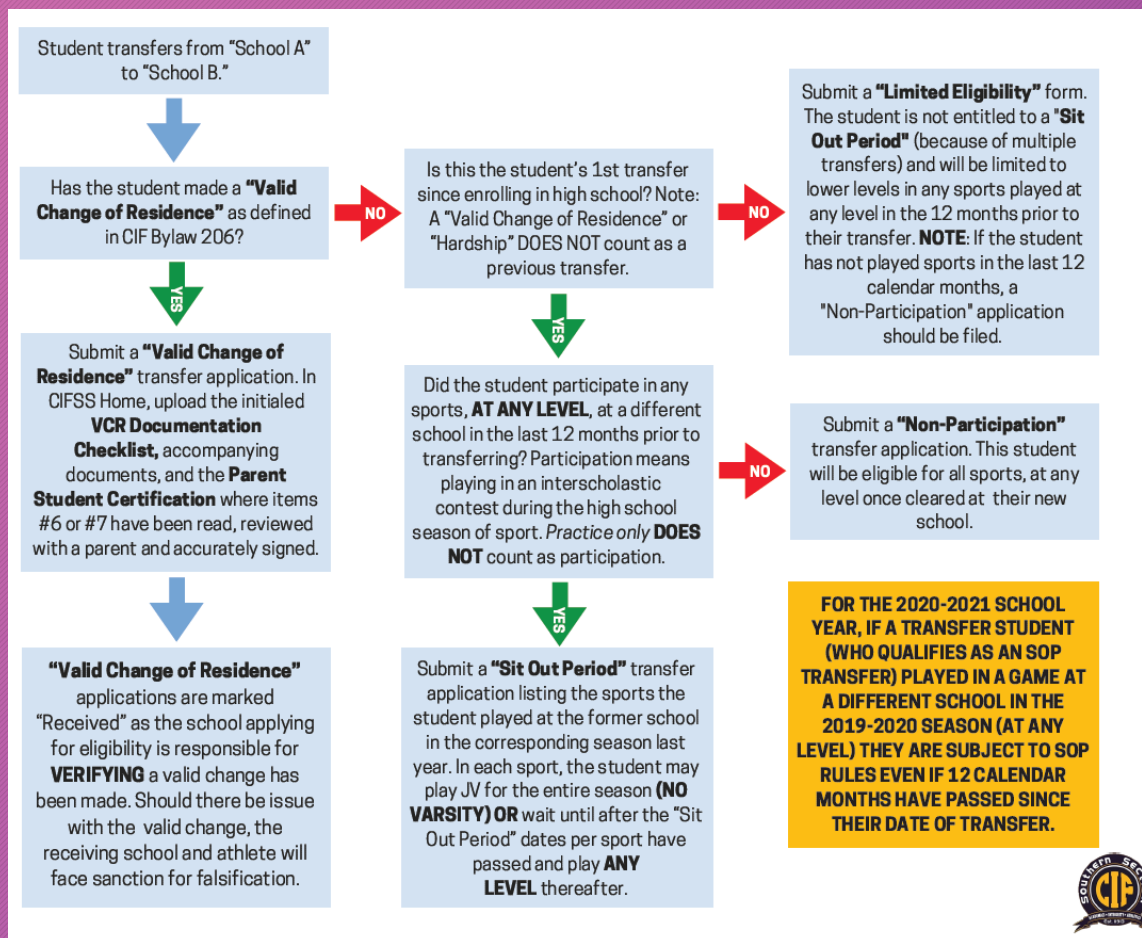 Student transfers from “School A”
to “School B.”
Has the student made a “Valid
Change of Residence” as defined
in CIF Bylaw 206?
NO
YES
Submit a “Valid Change of
Residence” transfer application. In
CIFSS Home, upload the initialed
VCR Documentation
Checklist, accompanying
documents, and the Parent
Student Certification where items
#6 or #7 have been read, reviewed
with a parent and accurately signed.
“Valid Change of Residence”
applications are marked
“Received” as the school applying
for eligibility is responsible for
VERIFYING a valid change has
been made. Should there be issue
with the valid change, the
receiving school and athlete will
face sanction for falsification.
Is this the student’s 1st transfer
since enrolling in high school? Note:
A “Valid Change of Residence” or
“Hardship” DOES NOT count as a
previous transfer.
NO
YES
Did the student participate in any
sports, AT ANY LEVEL, at a different
school in the last 12 months prior to
transferring? Participation means
playing in an interscholastic
contest during the high school
season of sport. Practice only DOES
NOT count as participation.
NO
YES
Submit a “Sit Out Period” transfer
application listing the sports the
student played at the former school
in the corresponding season last
year. In each sport, the student may
play JV for the entire season (NO
VARSITY) OR wait until after the “Sit
Out Period” dates per sport have
passed and play ANY
LEVEL thereafter.
Submit a “Limited Eligibility” form.
The student is not entitled to a "Sit
Out Period" (because of multiple
transfers) and will be limited to
lower levels in any sports played at
any level in the 12 months prior to
their transfer. NOTE: If the student
has not played sports in the last 12
calendar months, a
"Non-Participation" application
should be filed.
Submit a “Non-Participation”
transfer application. This student
will be eligible for all sports, at any
level once cleared at their new
school.
FOR THE 2020-2021 SCHOOL
YEAR, IF A TRANSFER STUDENT
(WHO QUALIFIES AS AN SOP
TRANSFER) PLAYED IN A GAME AT
A DIFFERENT SCHOOL IN THE
2019-2020 SEASON (AT ANY
LEVEL) THEY ARE SUBJECT TO SOP
RULES EVEN IF 12 CALENDAR
MONTHS HAVE PASSED SINCE
THEIR DATE OF TRANSFER.
Southern Sec
CIF